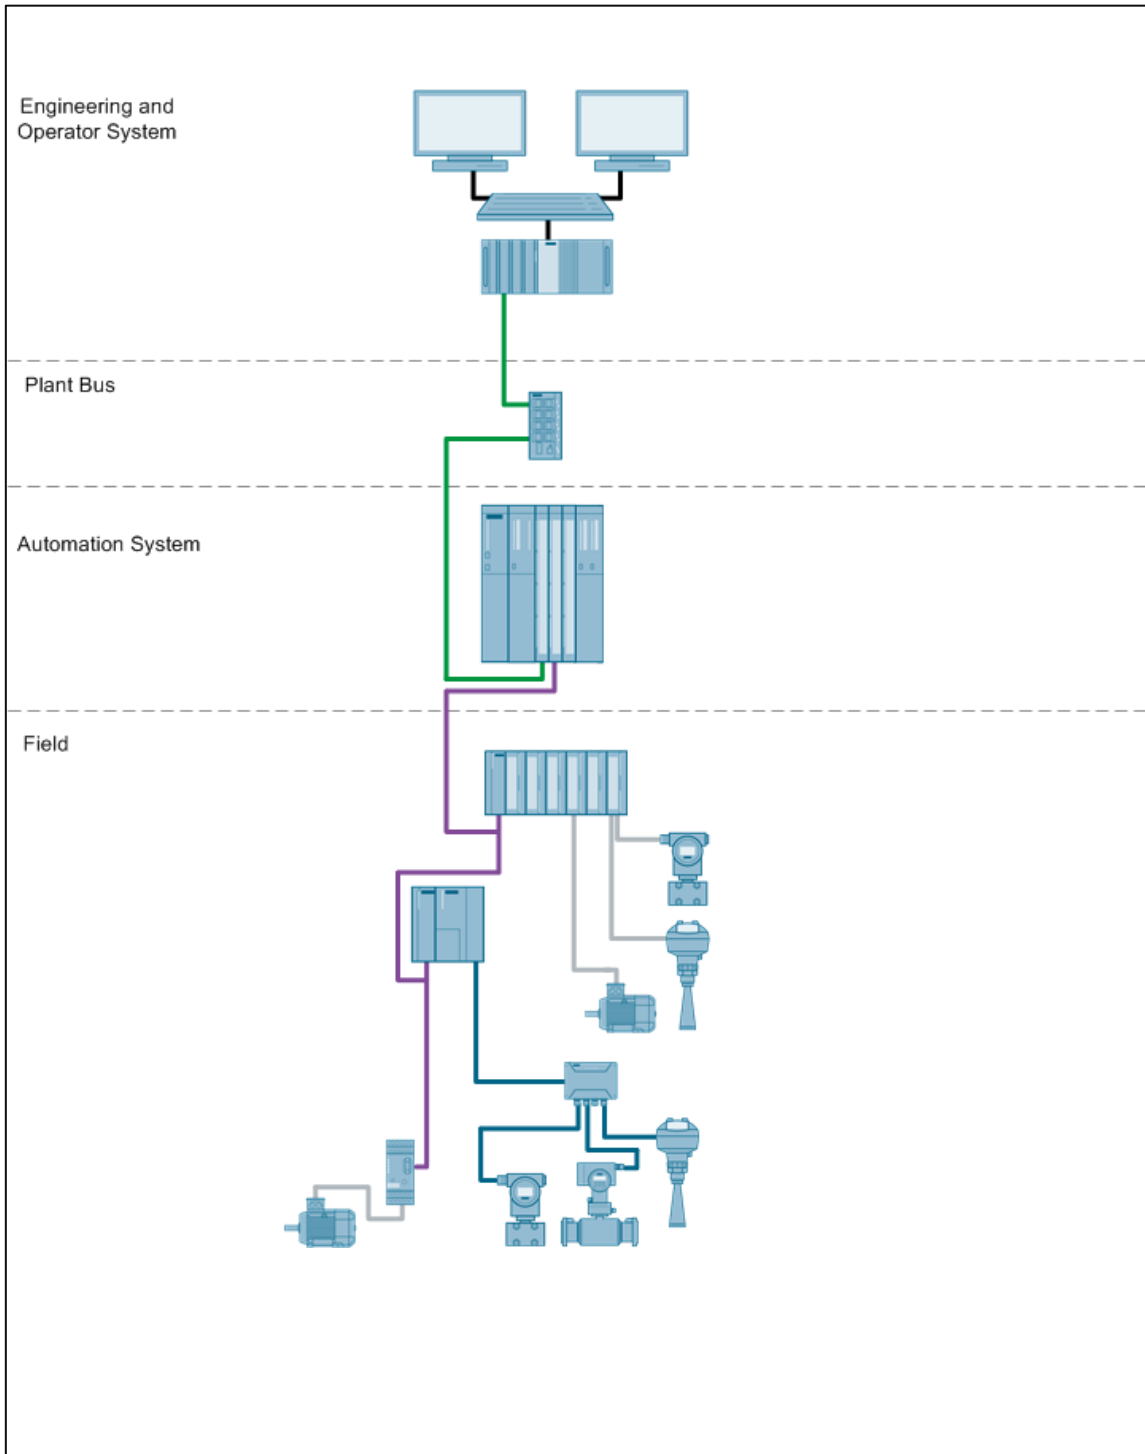 Engineering and
Operator System
Plant Bus
Automation System
Field